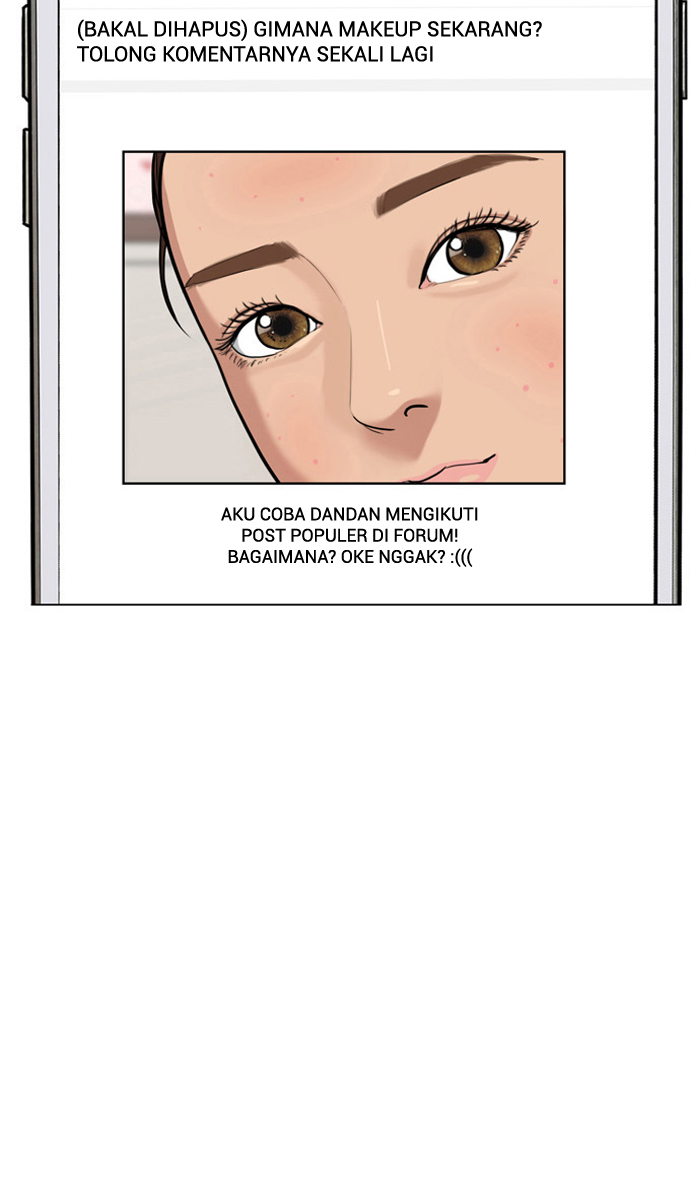 (BAKAL DIHAPUS) GIMANA MAKEUP SEKARANG?
TOLONG KOMENTARNYA SEKALI LAGI
AKU COBA DANDAN MENGIKUTI
POST POPULER DI FORUM!
BAGAIMANA? OKE NGGAK? :(((